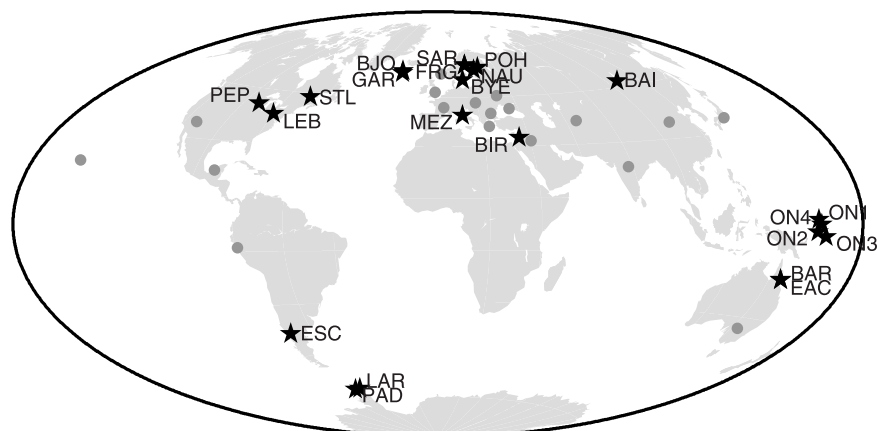 SAR
POH
BJO
FRG
NAU
GAR
BYE
BAI
PEP
STL
LEB
MEZ
BIR
ON4
ON1
ON2
ON3
BAR
EAC
ESC
LAR
PAD